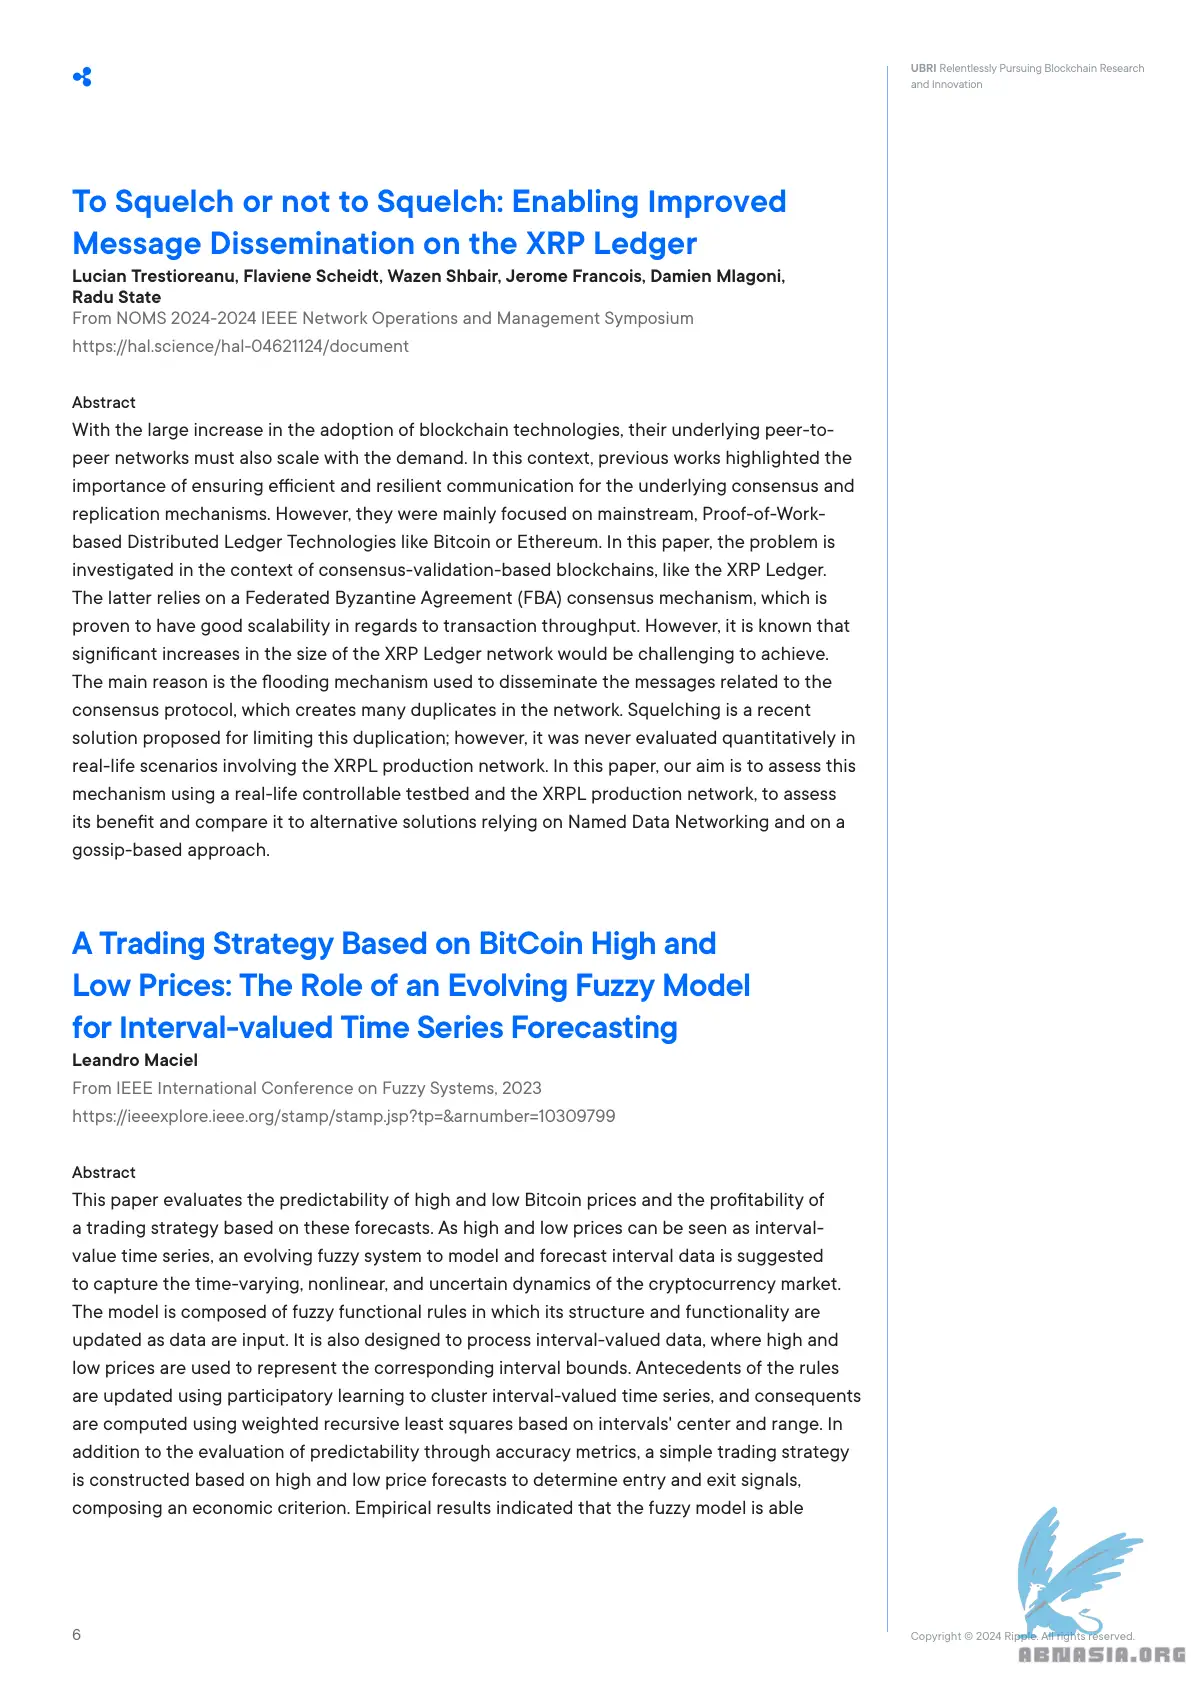 UBRI Relentlessly Pursuing Blockchain Research
and Innovation
To Squelch or not to Squelch: Enabling Improved
Message Dissemination on the XRP Ledger
Lucian Trestioreanu, Flaviene Scheidt, Wazen Shbair, Jerome Francois, Damien Mlagoni,
Radu State
From NOMS 2024-2024 IEEE Network Operations and Management Symposium
https://hal.science/hal-04621124/document
Abstract
With the large increase in the adoption of blockchain technologies, their underlying peer-to-
peer networks must also scale with the demand. In this context, previous works highlighted the
importance of ensuring efficient and resilient communication for the underlying consensus and
replication mechanisms. However, they were mainly focused on mainstream, Proof-of-Work-
based Distributed Ledger Technologies like Bitcoin or Ethereum. In this paper, the problem is
investigated in the context of consensus-validation-based blockchains, like the XRP Ledger.
The latter relies on a Federated Byzantine Agreement (FBA) consensus mechanism, which is
proven to have good scalability in regards to transaction throughput. However, it is known that
significant increases in the size of the XRP Ledger network would be challenging to achieve.
The main reason is the flooding mechanism used to disseminate the messages related to the
consensus protocol, which creates many duplicates in the network. Squelching is a recent
solution proposed for limiting this duplication; however, it was never evaluated quantitatively in
real-life scenarios involving the XRPL production network. In this paper, our aim is to assess this
mechanism using a real-life controllable testbed and the XRPL production network, to assess
its benefit and compare it to alternative solutions relying on Named Data Networking and on a
gossip-based approach.
A Trading Strategy Based on BitCoin High and
Low Prices: The Role of an Evolving Fuzzy Model
for Interval-valued Time Series Forecasting
Leandro Maciel
From IEEE International Conference on Fuzzy Systems, 2023
https://ieeexplore.ieee.org/stamp/stamp.jsp?tp=&arnumber=10309799
Abstract
This paper evaluates the predictability of high and low Bitcoin prices and the profitability of
a trading strategy based on these forecasts. As high and low prices can be seen as interval-
value time series, an evolving fuzzy system to model and forecast interval data is suggested
to capture the time-varying, nonlinear, and uncertain dynamics of the cryptocurrency market.
The model is composed of fuzzy functional rules in which its structure and functionality are
updated as data are input. It is also designed to process interval-valued data, where high and
low prices are used to represent the corresponding interval bounds. Antecedents of the rules
are updated using participatory learning to cluster interval-valued time series, and consequents
are computed using weighted recursive least squares based on intervals' center and range. In
addition to the evaluation of predictability through accuracy metrics, a simple trading strategy
is constructed based on high and low price forecasts to determine entry and exit signals,
composing an economic criterion. Empirical results indicated that the fuzzy model is able
6
Copyright © 2024 Ripple. All rights reserved.
ABNASIA.ORG